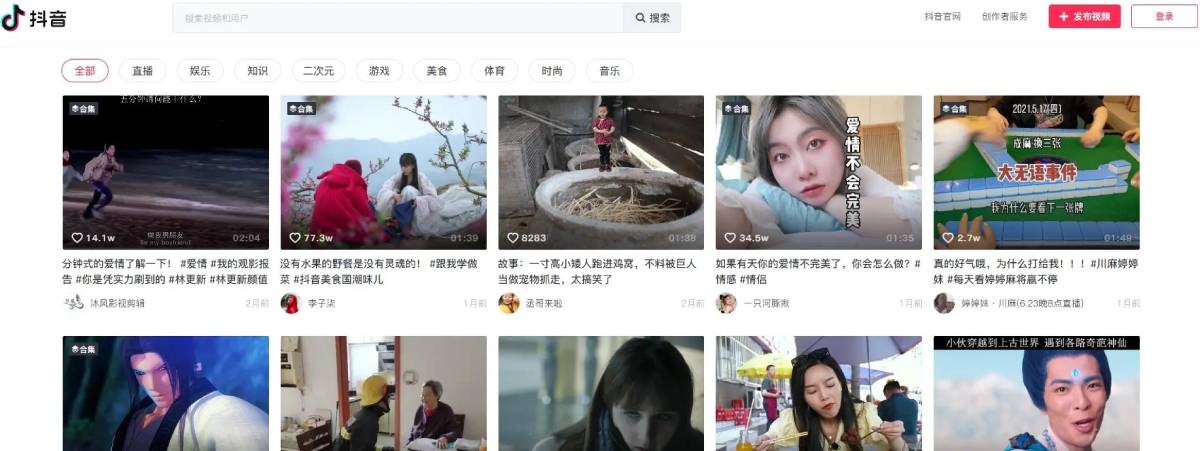 抖音
搜索视频和用户
搜索
抖音官网
创作者服务
+ 发布视频
登录
全部
直播
娱乐
知识
二次元
游戏
美食
体育
时尚
音乐
合集
五分钟请问能干什么?
做我男朋友
Be my boyfriend
14.1w
02:04
77.3w
01:39
8283
01:38
合集
爱情不会完美
34.5w
01:35
合集
2021.5.17(四)
成麻:换三张
大无语事件
我为什么要看下一张牌
2.7w
01:49
分钟式的爱情了解一下! #爱情 #我的观影报
告 #你是凭实力刷到的 #林更新 #林更新颜值
沐风影视剪辑
2月前
没有水果的野餐是没有灵魂的! #跟我学做
菜 #抖音美食国潮味儿
李子柒
1月前
故事:一寸高小矮人跑进鸡窝,不料被巨人
当做宠物抓走,太搞笑了
丞哥来啦
2月前
如果有天你的爱情不完美了,你会怎么做?#
情感 #情侣
一只河豚揪
1月前
真的好气哦,为什么打给我!!!#川麻婷婷
妹 #每天看婷婷麻将赢不停
婷婷妹·川麻(6.23晚8点直播)
1月前
合集
小伙穿越到上古世界 遇到各路奇葩神仙